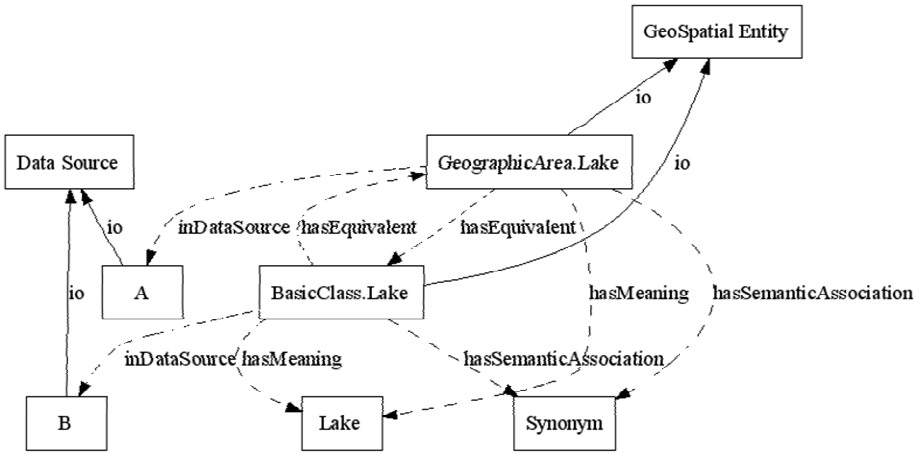 GeoSpatial Entity
io
Data Source
GeographicArea.Lake
io
io
inDataSource
hasEquivalent
hasEquivalent
A
BasicClass.Lake
io
hasMeaning
hasSemanticAssociation
inDataSource
hasMeaning
hasSemanticAssociation
B
Lake
Synonym